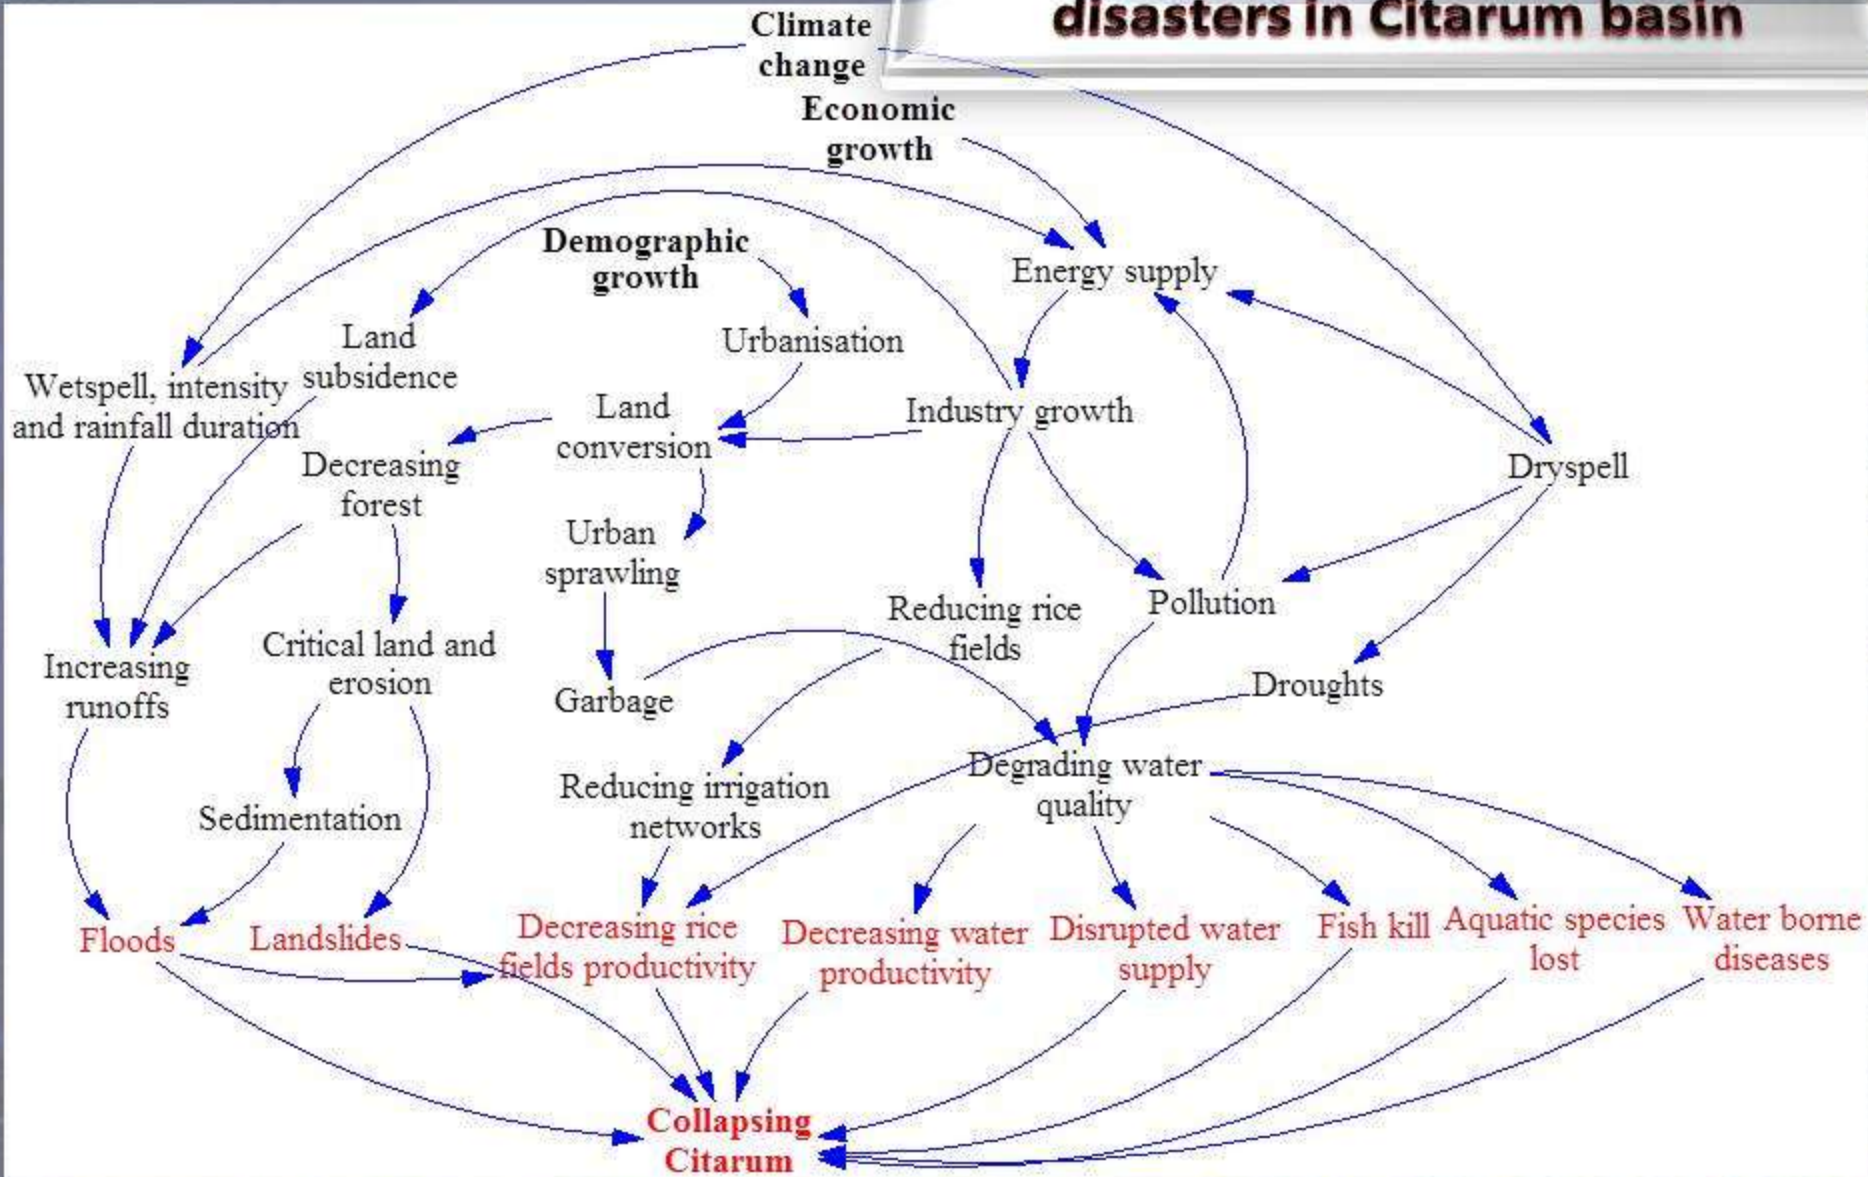 disasters in Citarum basin
Climate
change
Economic
growth
Demographic
growth
Energy supply
Land
subsidence
Urbanisation
Wetspell, intensity
and rainfall duration
Land
conversion
Industry growth
Decreasing
forest
Dryspell
Urban
sprawling
Reducing rice
fields
Pollution
Critical land and
erosion
Increasing
runoffs
Garbage
Droughts
Degrading water
quality
Reducing irrigation
networks
Sedimentation
Floods
Landslides
Decreasing rice
fields productivity
Decreasing water
productivity
Disrupted water
supply
Fish kill
Aquatic species
lost
Water borne
diseases
Collapsing
Citarum